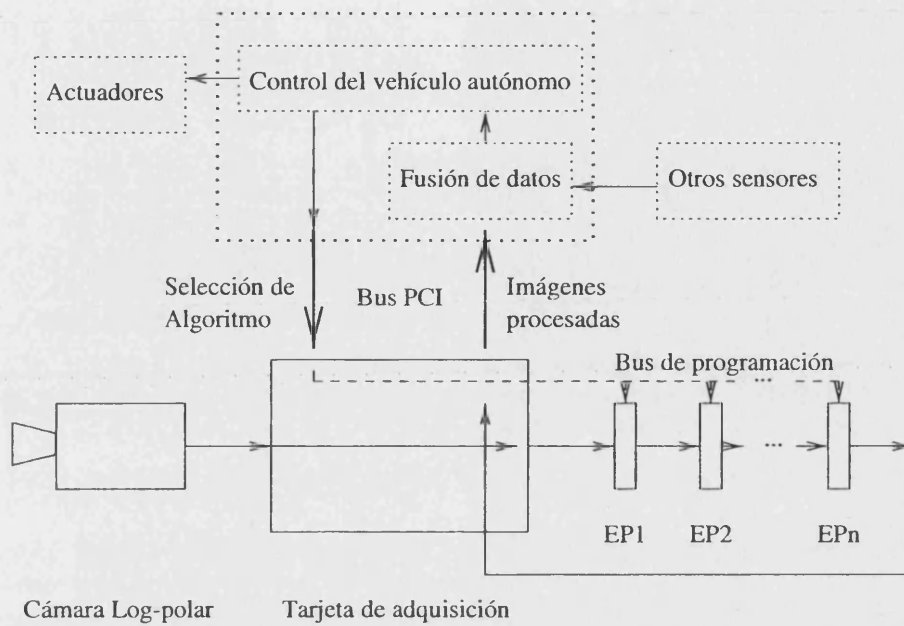 Control del vehículo autónomo
Actuadores
Fusión de datos
Otros sensores
Selección de
Algoritmo
Bus PCI
Imágenes
procesadas
Bus de programación
...
...
EP1
EP2
EPn
Cámara Log-polar
Tarjeta de adquisición